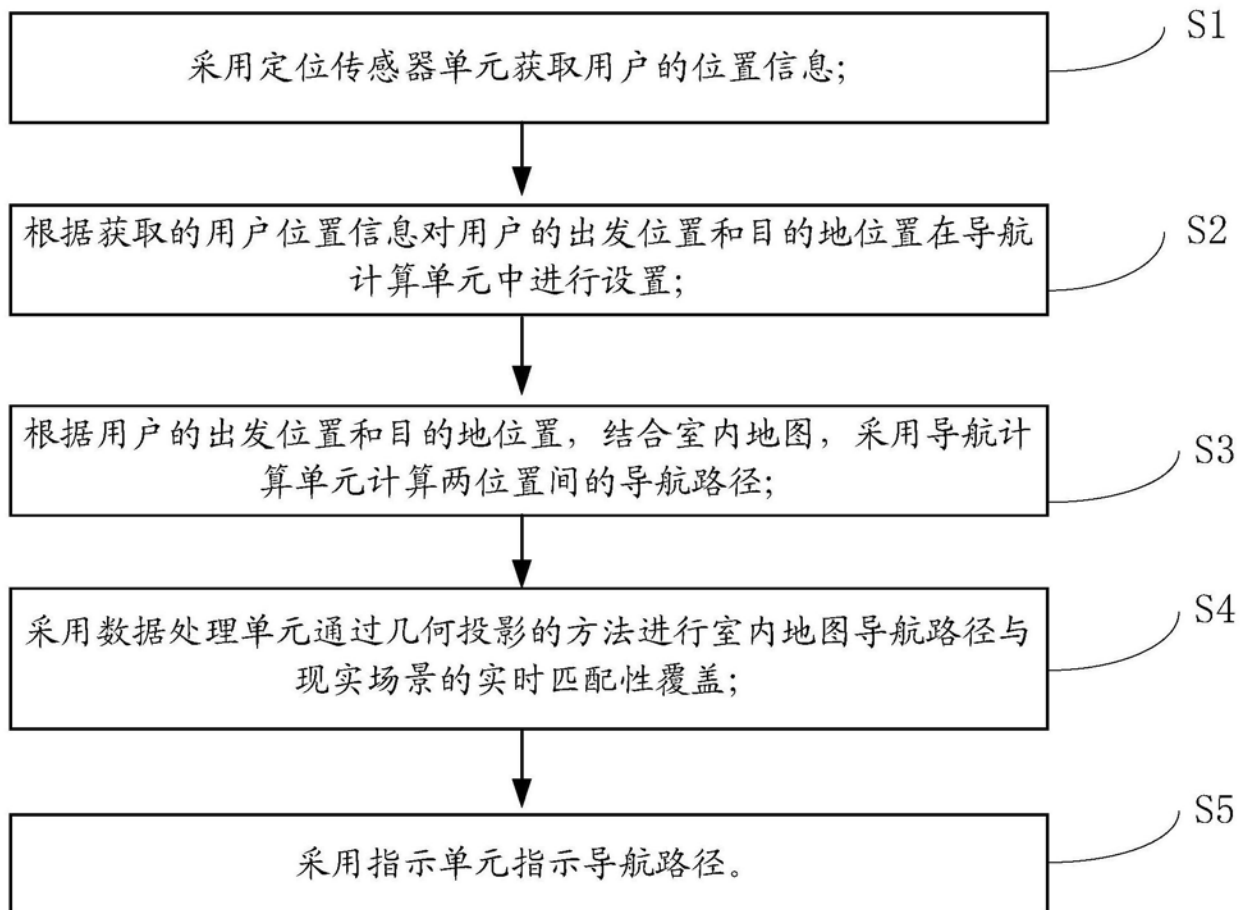 S1
采用定位传感器单元获取用户的位置信息;
S2
根据获取的用户位置信息对用户的出发位置和目的地位置在导航
计算单元中进行设置;
S3
根据用户的出发位置和目的地位置，结合室内地图，采用导航计
算单元计算两位置间的导航路径;
S4
采用数据处理单元通过几何投影的方法进行室内地图导航路径与
现实场景的实时匹配性覆盖;
S5
采用指示单元指示导航路径。